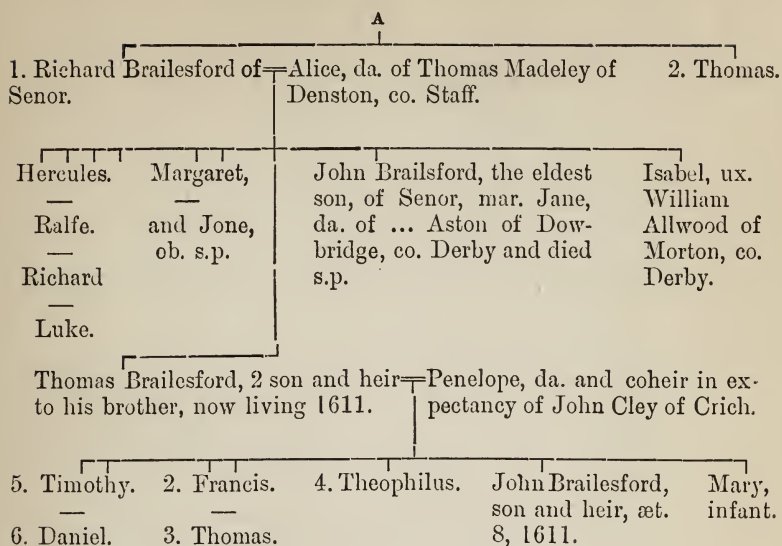 A
1. Richard Brailesford of
Senor.
Alice, da. of Thomas Madeley of
Denston, co. Staff.
2. Thomas.
Hercules.
—
Ralfe.
—
Richard
—
Luke.
Margaret,
—
and Jone,
ob. s.p.
John Brailsford, the eldest
son, of Senor, mar. Jane,
da. of ... Aston of Dow-
bridge, co. Derby and died
s.p.
Isabel, ux.
William
Allwood of
Morton, co.
Derby.
Thomas Brailesford, 2 son and heir
to his brother, now living 1611.
Penelope, da. and coheir in ex-
pectancy of John Cley of Crich.
5. Timothy.
—
6. Daniel.
2. Francis.
—
3. Thomas.
4. Theophilus.
John Brailesford,
son and heir, æt.
8, 1611.
Mary,
infant.